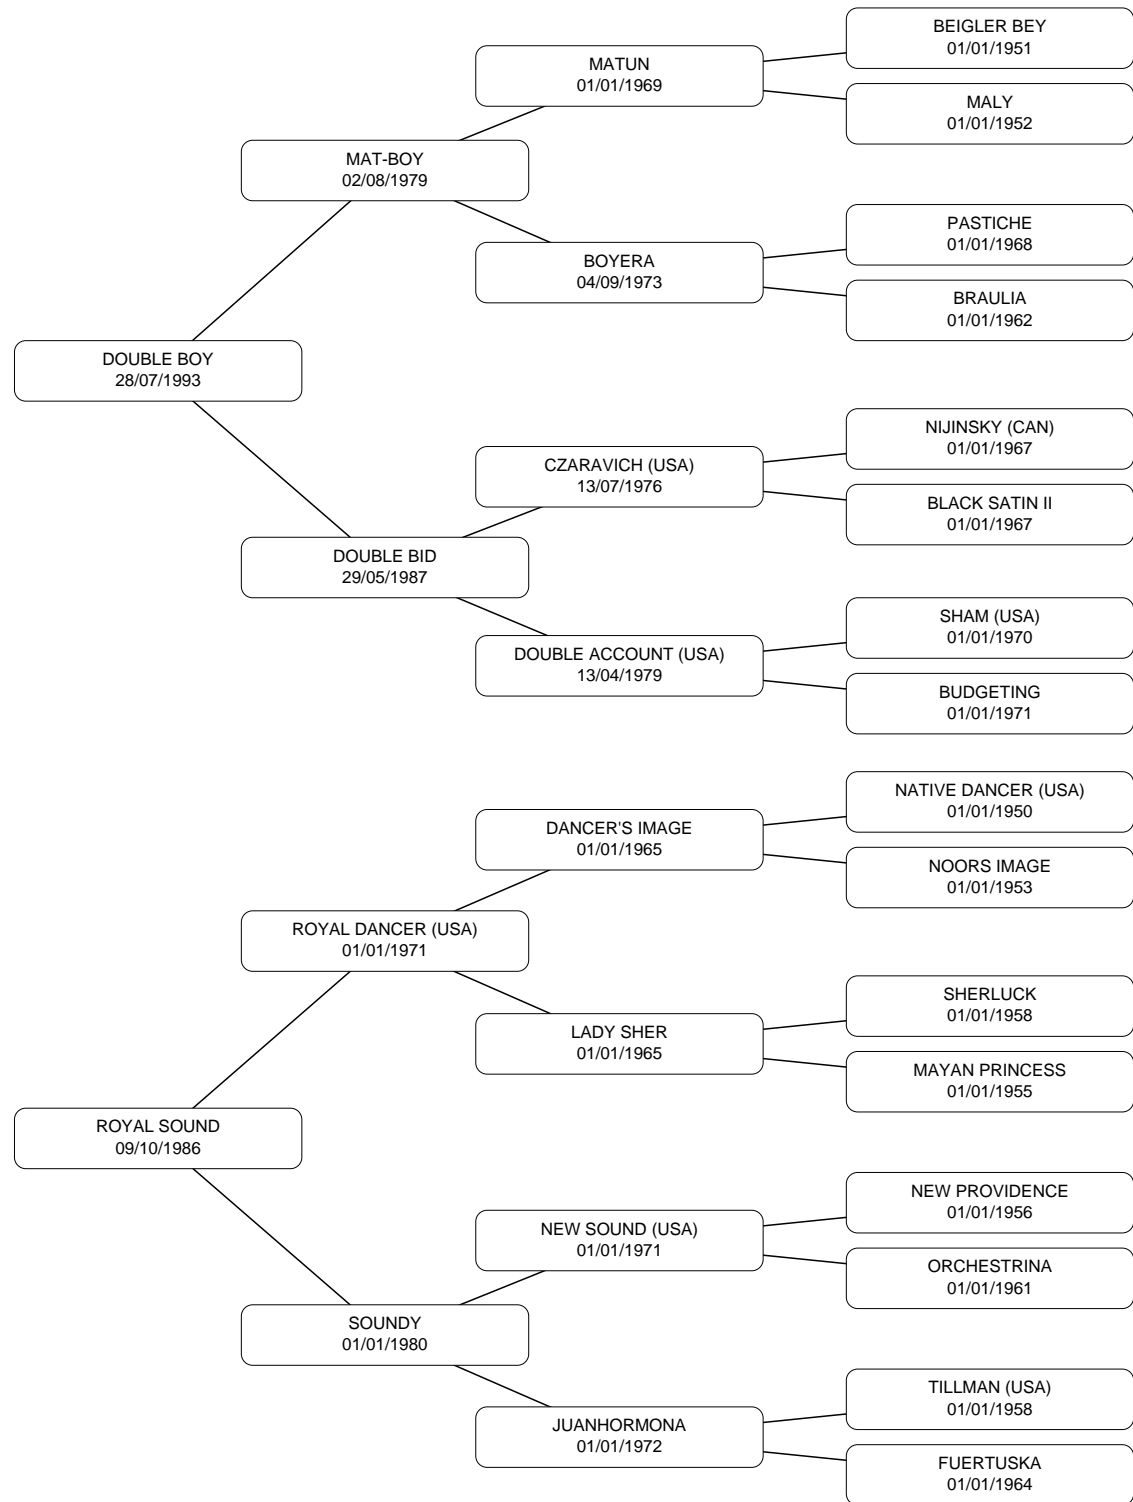 BEIGLER BEY
01/01/1951
MATUN
01/01/1969
MALY
01/01/1952
MAT-BOY
02/08/1979
PASTICHE
01/01/1968
BOYERA
04/09/1973
BRAULIA
01/01/1962
DOUBLE BOY
28/07/1993
NIJINSKY (CAN)
01/01/1967
CZARAVICH (USA)
13/07/1976
BLACK SATIN II
01/01/1967
DOUBLE BID
29/05/1987
SHAM (USA)
01/01/1970
DOUBLE ACCOUNT (USA)
13/04/1979
BUDGETING
01/01/1971
NATIVE DANCER (USA)
01/01/1950
DANCER'S IMAGE
01/01/1965
NOORS IMAGE
01/01/1953
ROYAL DANCER (USA)
01/01/1971
SHERLUCK
01/01/1958
LADY SHER
01/01/1965
MAYAN PRINCESS
01/01/1955
ROYAL SOUND
09/10/1986
NEW PROVIDENCE
01/01/1956
NEW SOUND (USA)
01/01/1971
ORCHESTRINA
01/01/1961
SOUNDY
01/01/1980
TILLMAN (USA)
01/01/1958
JUANHORMONA
01/01/1972
FUERTUSKA
01/01/1964